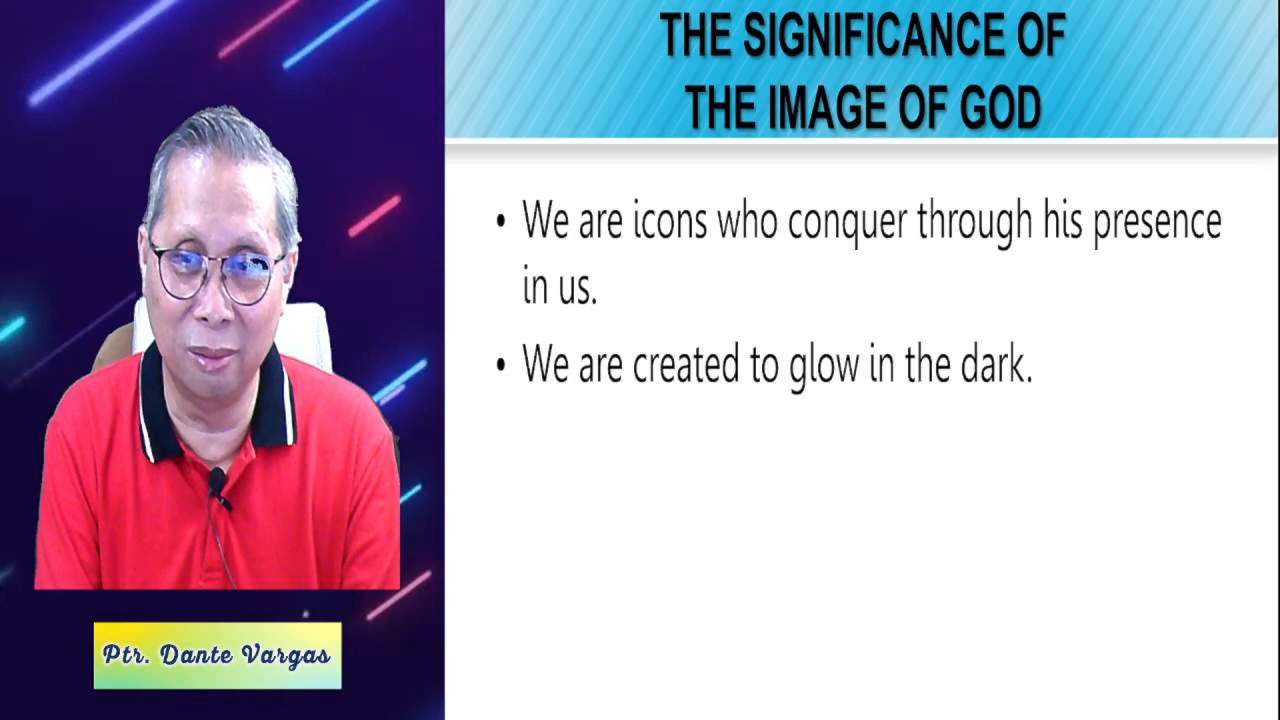 THE SIGNIFICANCE OF
THE IMAGE OF GOD
• We are icons who conquer through his presence
in us.
• We are created to glow in the dark.
Ptr. Dante Vargas